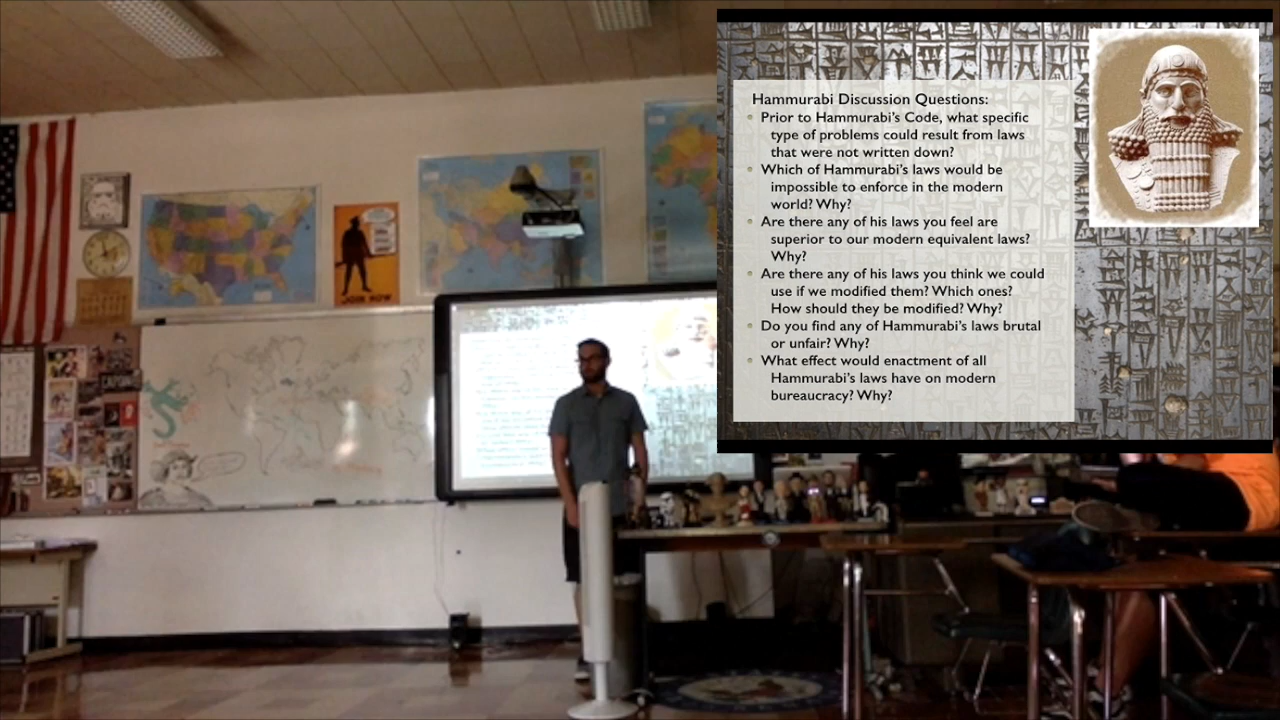 Hammurabi Discussion Questions:
Prior to Hammurabi's Code, what specific
type of problems could result from laws
that were not written down?
Which of Hammurabi's laws would be
impossible to enforce in the modern
world? Why?
Are there any of his laws you feel are
superior to our modern equivalent laws?
Why?
Are there any of his laws you think we could
use if we modified them? Which ones?
How should they be modified? Why?
Do you find any of Hammurabi's laws brutal
or unfair? Why?
What effect would enactment of all
Hammurabi's laws have on modern
bureaucracy? Why?
JOIN NOW